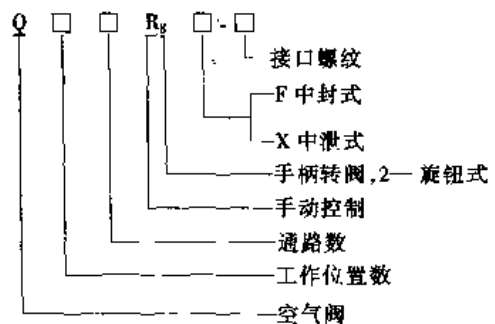 Q □ □ R₈ □ - □
接口螺纹
F 中封式
X 中泄式
手柄转阀,2— 旋钮式
手动控制
通路数
工作位置数
空气阀